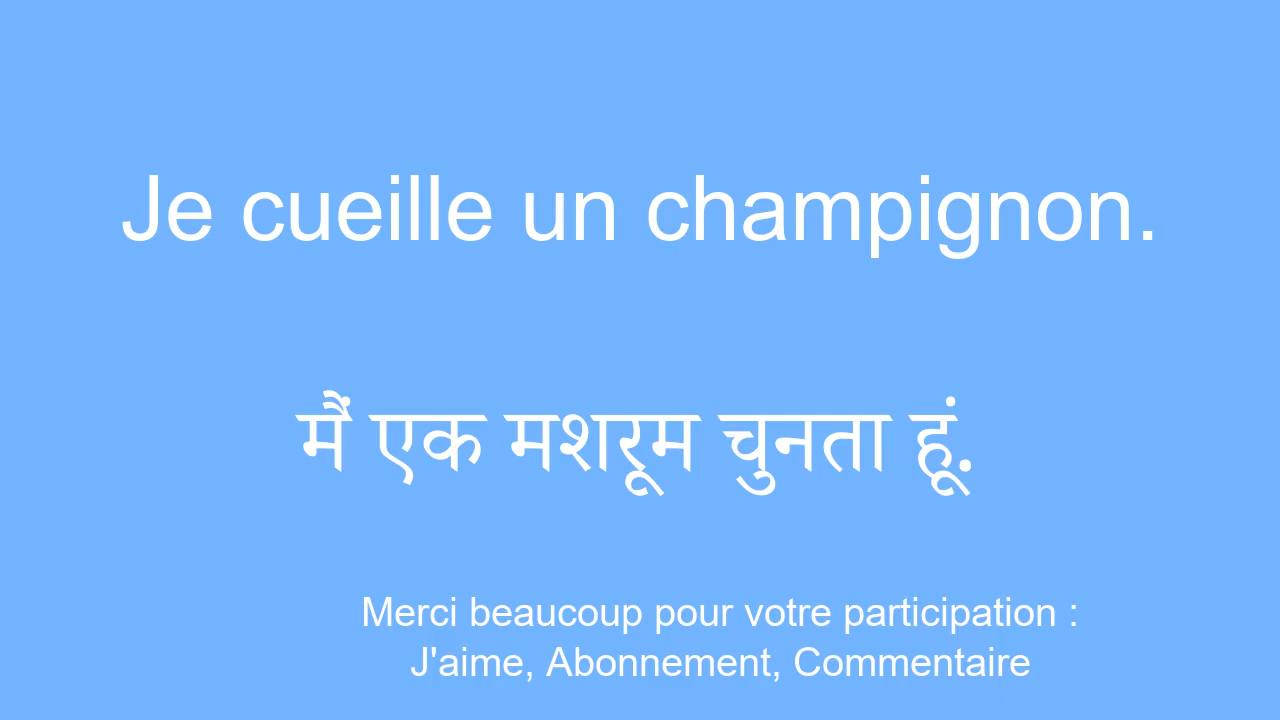 Je cueille un champignon.
मैं एक मशरूम चुनता हूं.
Merci beaucoup pour votre participation :
J'aime, Abonnement, Commentaire